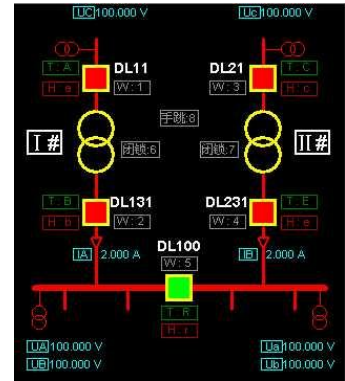 UC 100.000 V Uc 100.000 V
DL11 DL21
T:A T:C
H:a W:1 W:3 H:c
手跳:8
I# 闭锁:6 闭锁:7 II#
DL131 DL231
T:B T:E
H:b W:2 W:4 H:e
IA 2.000 A IB 2.000 A
DL100
W:5
T:R
H:r
UA 100.000 V Ua 100.000 V
UB 100.000 V Ub 100.000 V